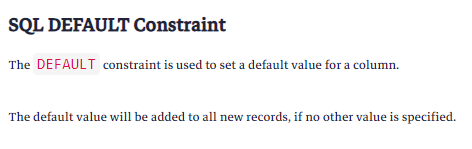 SQL DEFAULT Constraint
The DEFAULT constraint is used to set a default value for a column.
The default value will be added to all new records, if no other value is specified.